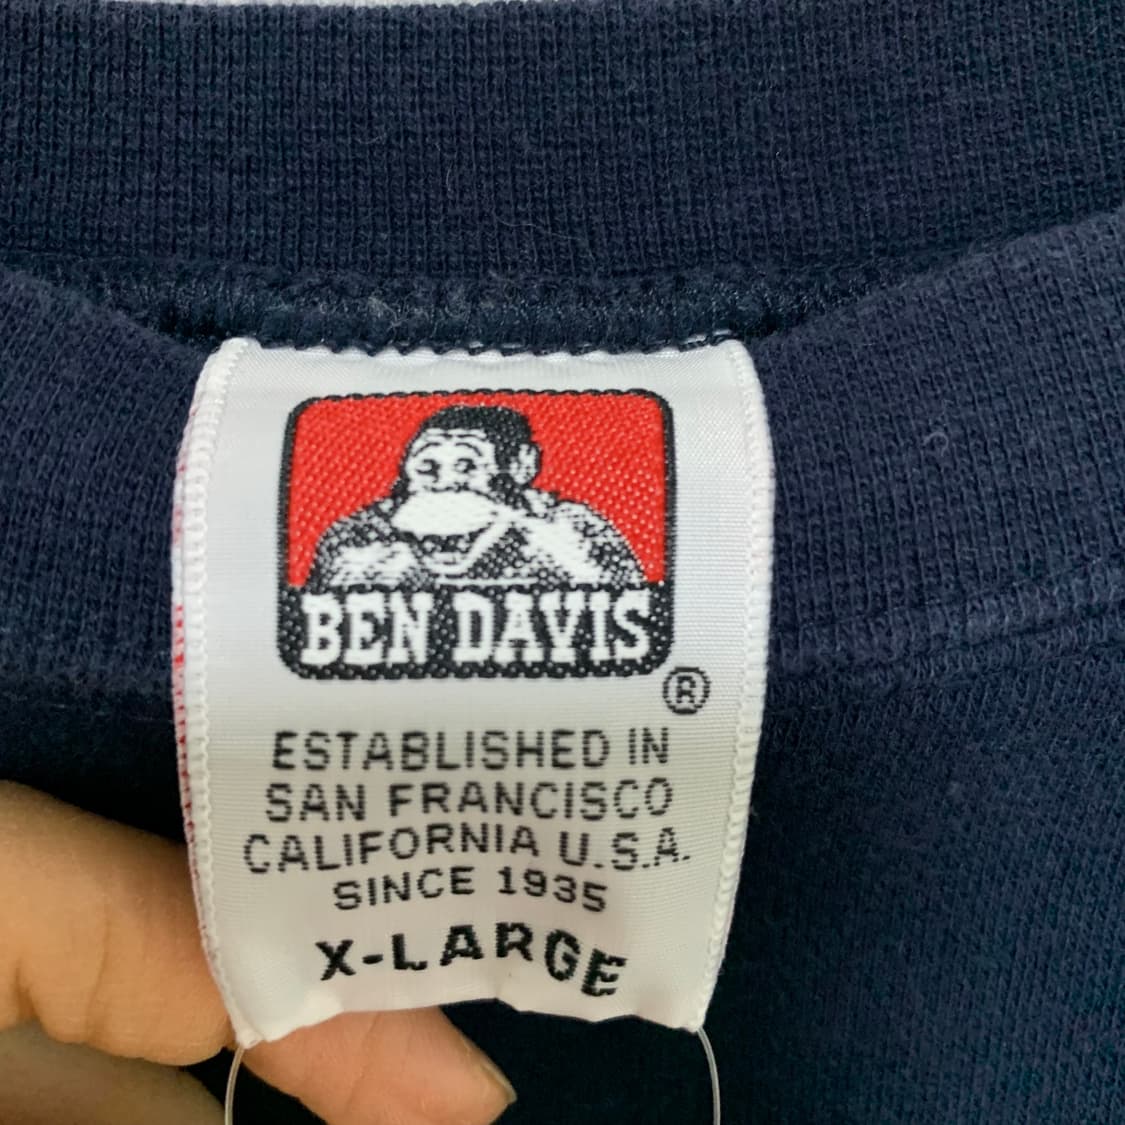 BEN DAVIS
®
ESTABLISHED IN
SAN FRANCISCO
CALIFORNIA U.S.A.
SINCE 1935
X-LARGE